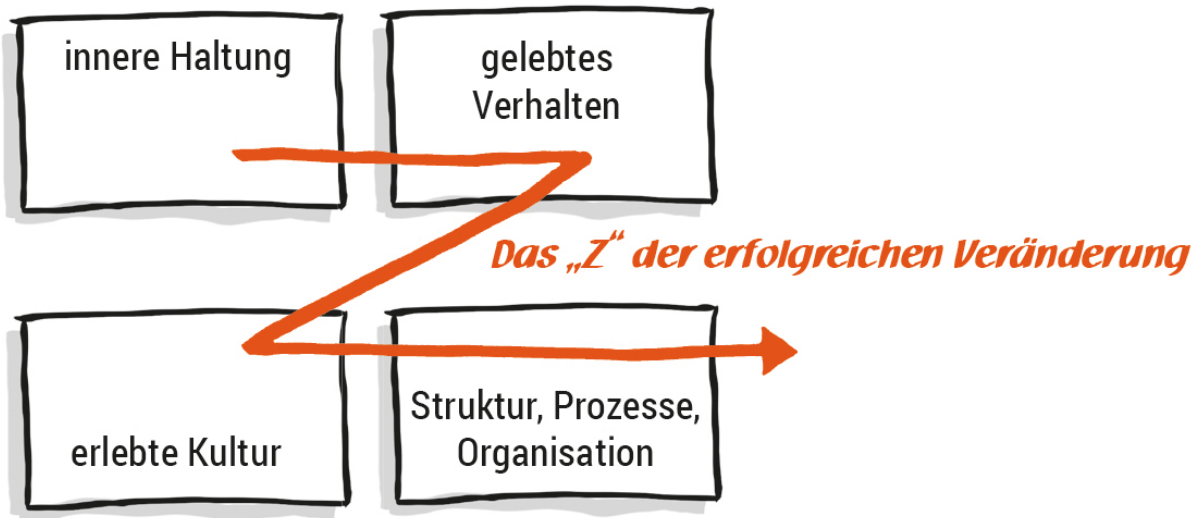 innere Haltung
gelebtes
Verhalten
Das „Z“ der erfolgreichen Veränderung
erlebte Kultur
Struktur, Prozesse,
Organisation